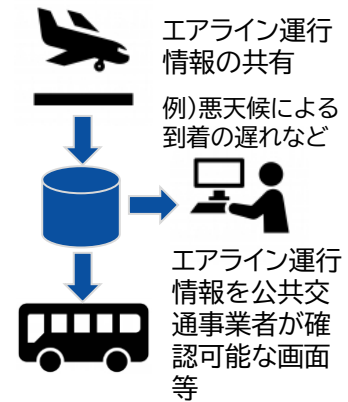 エアライン運行
情報の共有
例)悪天候による
到着の遅れなど
エアライン運行
情報を公共交
通事業者が確
認可能な画面
等